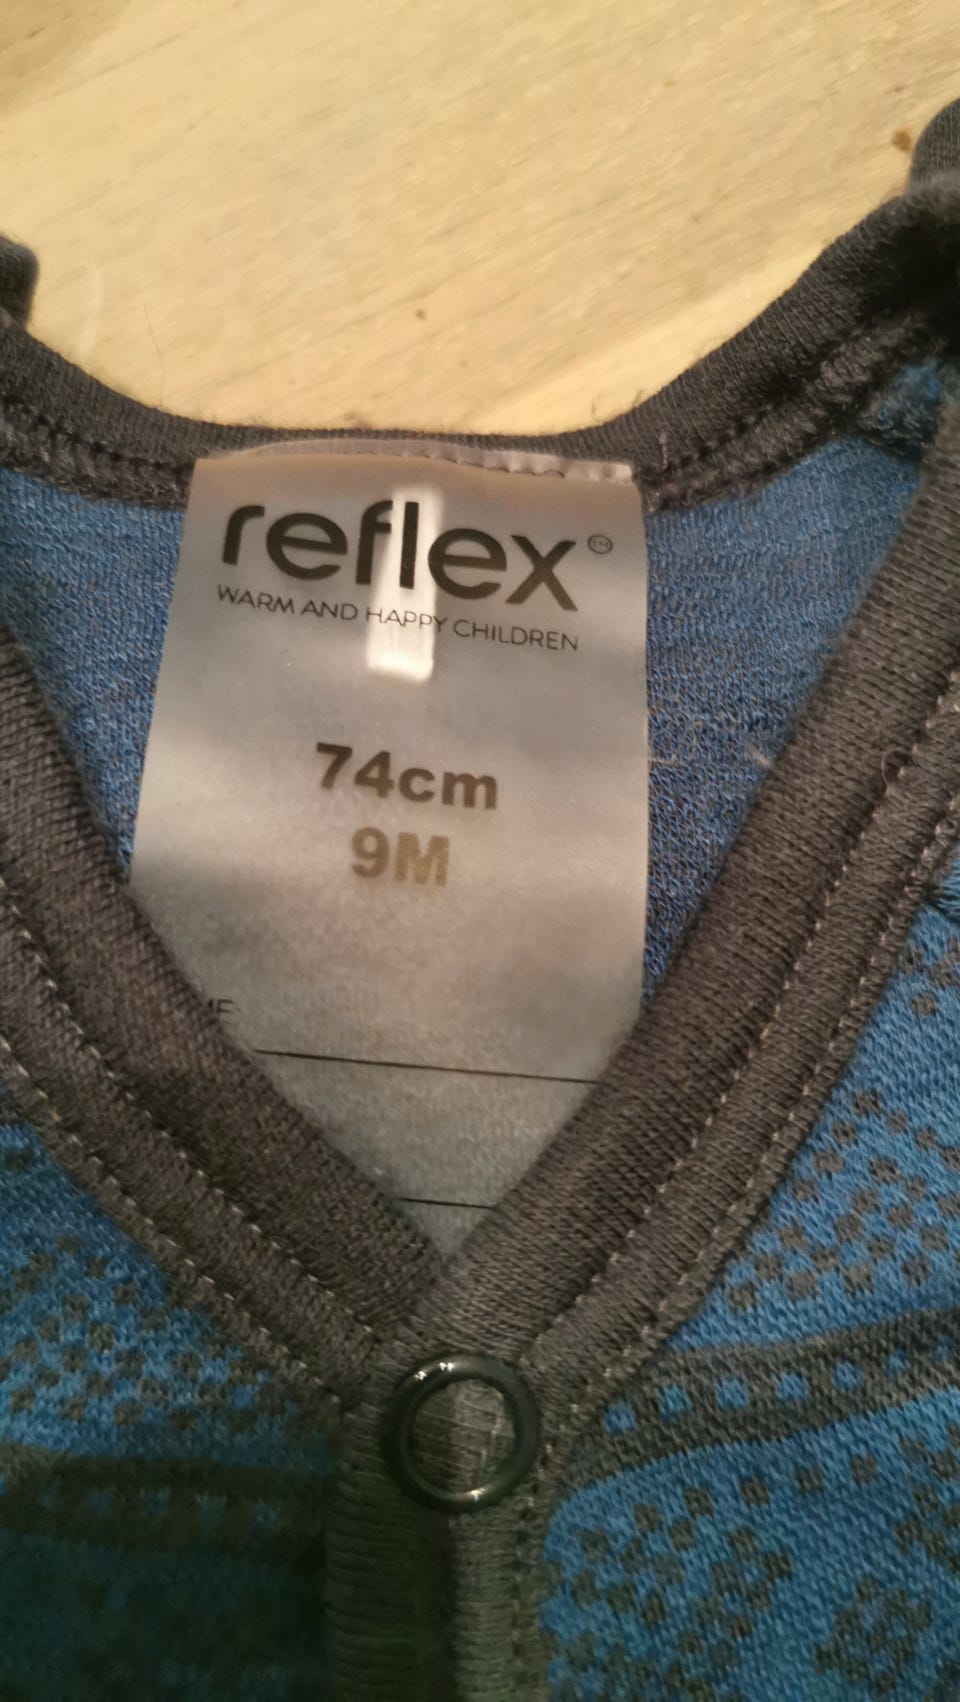 reflex
WARM AND HAPPY CHILDREN
74cm
9M